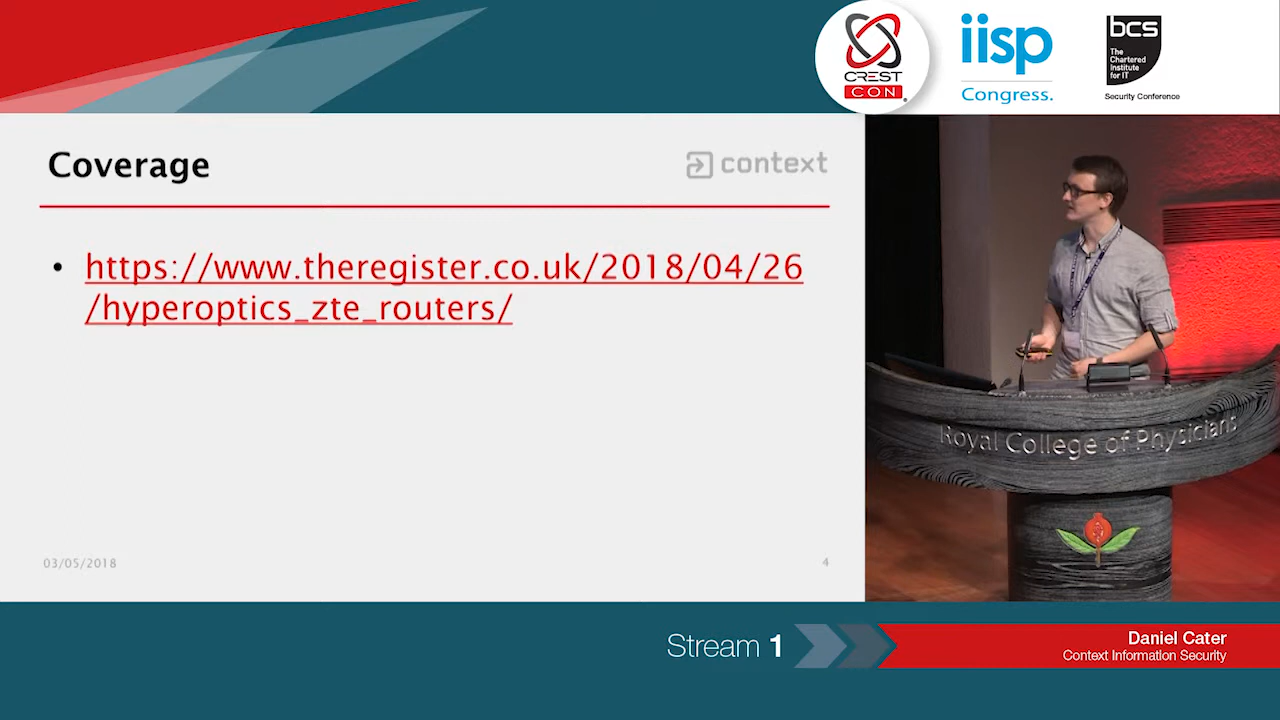 CREST
CON
iisp
Congress.
bcs
The
Chartered
Institute
for IT
Security Conference
Coverage
context
• https://www.theregister.co.uk/2018/04/26
/hyperoptics_zte_routers/
03/05/2018
4
Royal College of Physicians
Stream 1
Daniel Cater
Context Information Security